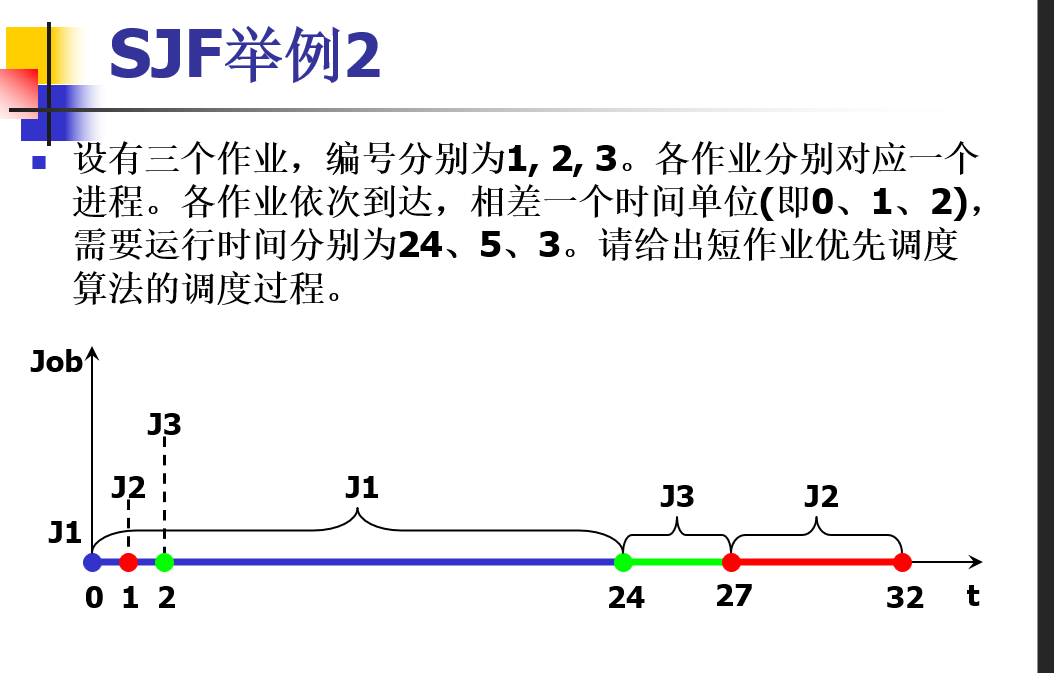 SJF举例2
设有三个作业，编号分别为1, 2, 3。各作业分别对应一个
进程。各作业依次到达，相差一个时间单位(即0、1、2)，
需要运行时间分别为24、5、3。请给出短作业优先调度
算法的调度过程。
Job
J3
J2
J1
J3
J2
J1
0 1 2 24 27 32 t